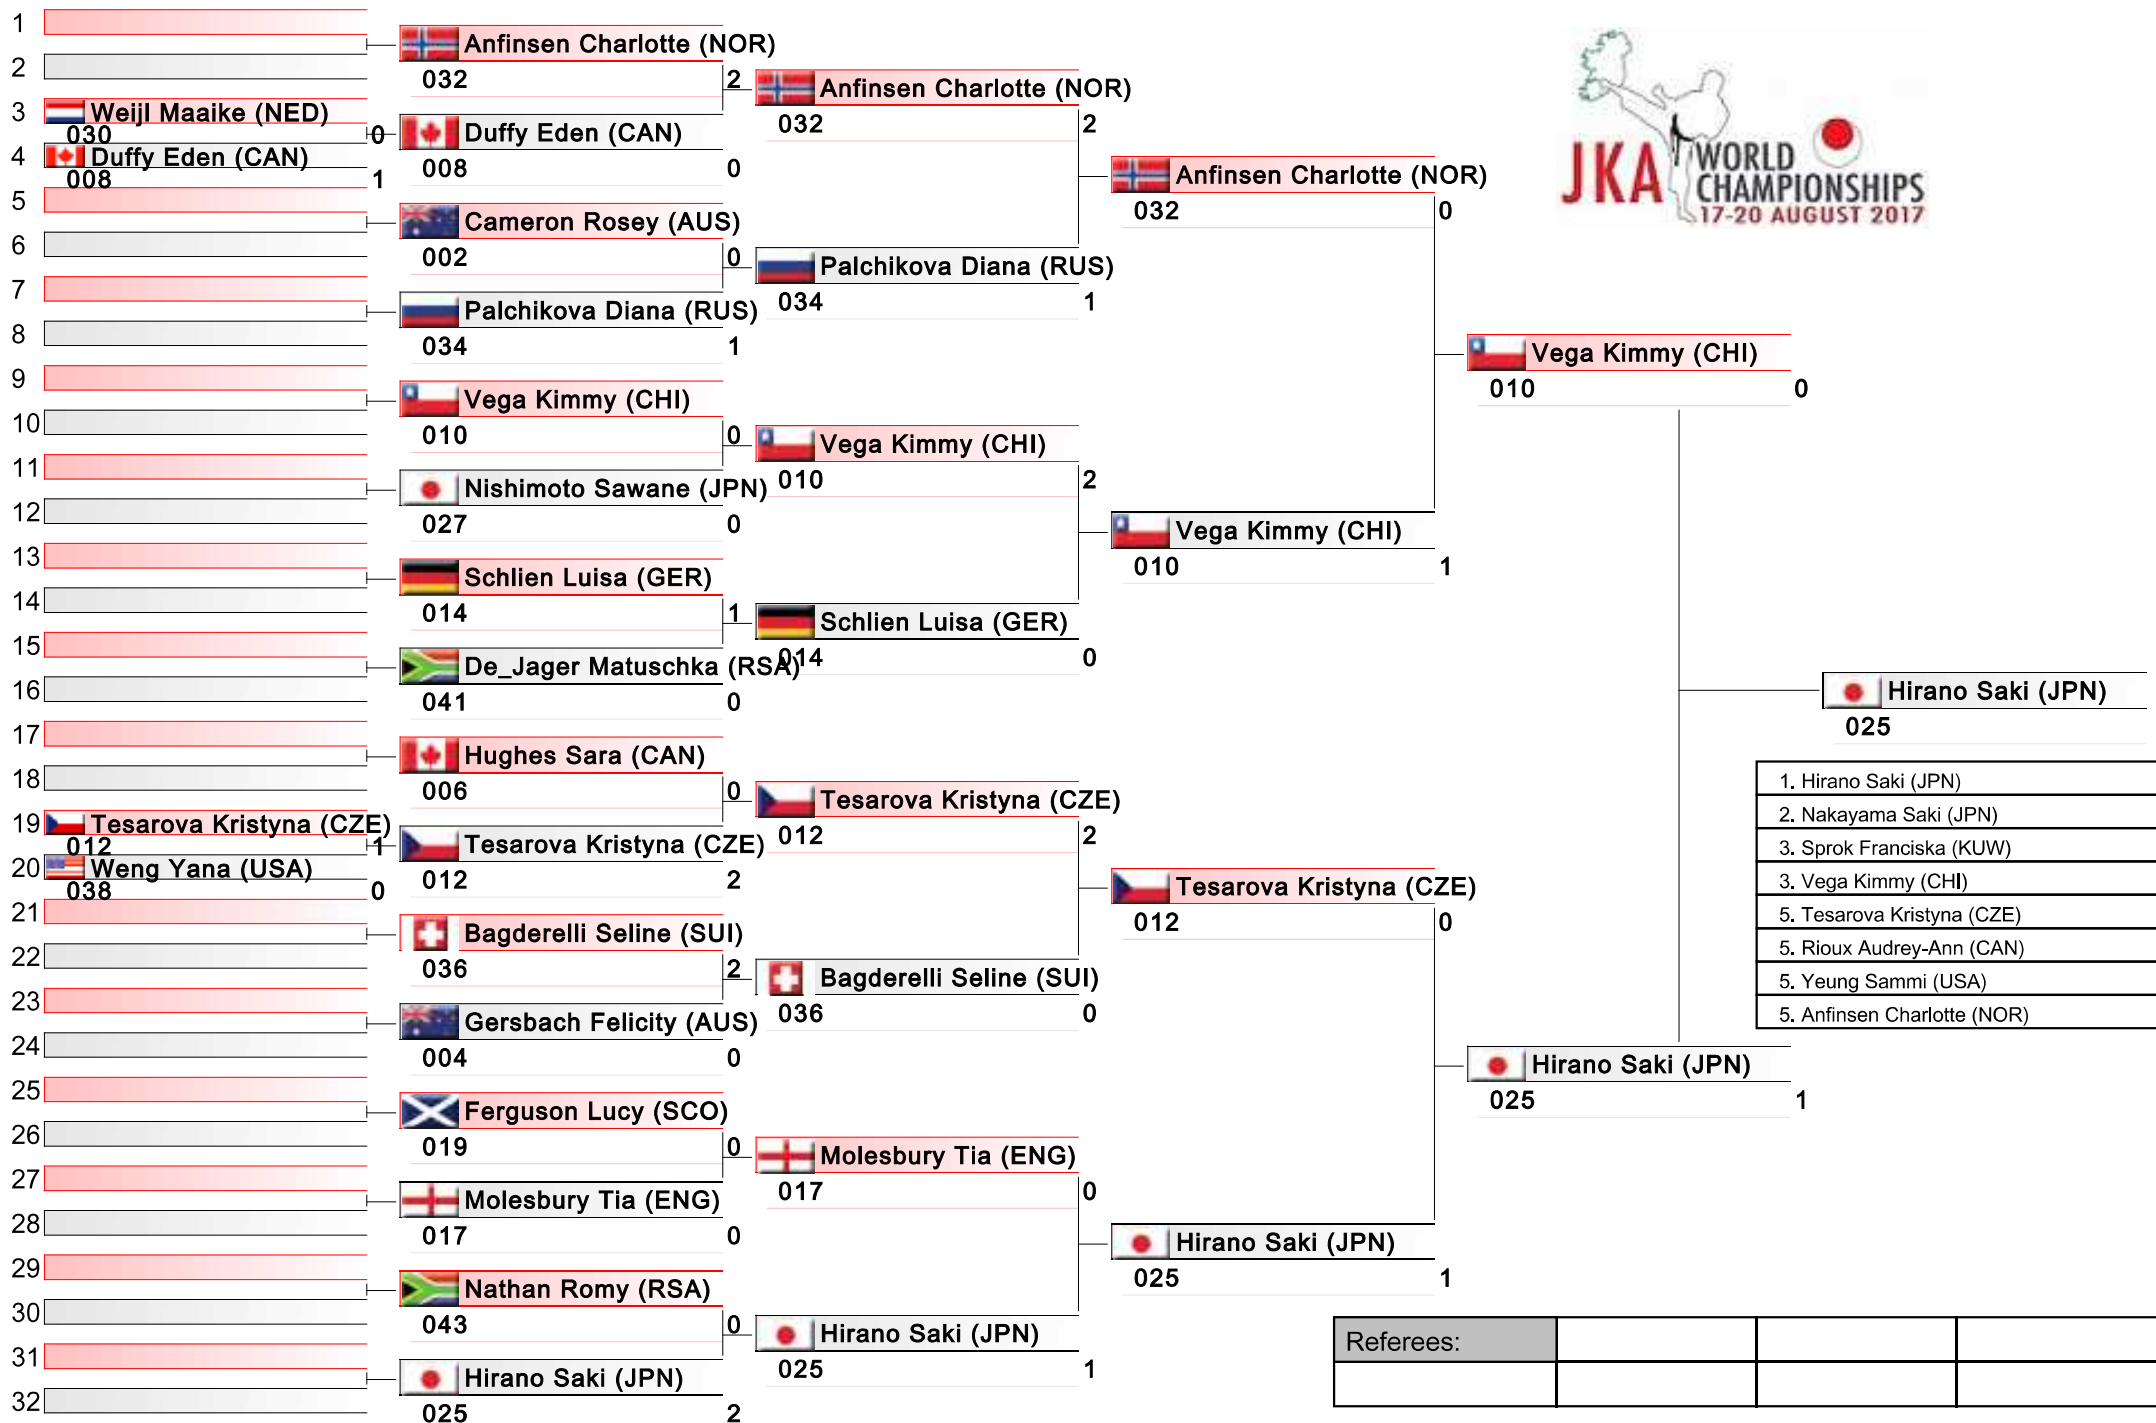 1
2
3 Weijl Maaike (NED)
030 0
4 Duffy Eden (CAN)
008 1
5
6
7
8
9
10
11
12
13
14
15
16
17
18
19 Tesarova Kristyna (CZE)
012 1
20 Weng Yana (USA)
038 0
21
22
23
24
25
26
27
28
29
30
31
32
Anfinsen Charlotte (NOR)
032 2
Duffy Eden (CAN)
008 0
Cameron Rosey (AUS)
002 0
Palchikova Diana (RUS)
034 1
Vega Kimmy (CHI)
010 0
Nishimoto Sawane (JPN)
027 0
Schlien Luisa (GER)
014 1
De_Jager Matuschka (RSA)
041 0
Hughes Sara (CAN)
006 0
Tesarova Kristyna (CZE)
012 2
Bagderelli Seline (SUI)
036 2
Gersbach Felicity (AUS)
004 0
Ferguson Lucy (SCO)
019 0
Molesbury Tia (ENG)
017 0
Nathan Romy (RSA)
043 0
Hirano Saki (JPN)
025 2
Anfinsen Charlotte (NOR)
032 2
Palchikova Diana (RUS)
034 1
Vega Kimmy (CHI)
010 2
Schlien Luisa (GER)
014 0
Tesarova Kristyna (CZE)
012 2
Bagderelli Seline (SUI)
036 0
Molesbury Tia (ENG)
017 0
Hirano Saki (JPN)
025 1
Anfinsen Charlotte (NOR)
032 0
Vega Kimmy (CHI)
010 1
Tesarova Kristyna (CZE)
012 0
Hirano Saki (JPN)
025 1
Vega Kimmy (CHI)
010 0
Hirano Saki (JPN)
025 1
JKA WORLD
CHAMPIONSHIPS
17-20 AUGUST 2017
Hirano Saki (JPN)
025
1. Hirano Saki (JPN)
2. Nakayama Saki (JPN)
3. Sprok Franciska (KUW)
3. Vega Kimmy (CHI)
5. Tesarova Kristyna (CZE)
5. Rioux Audrey-Ann (CAN)
5. Yeung Sammi (USA)
5. Anfinsen Charlotte (NOR)
Referees: